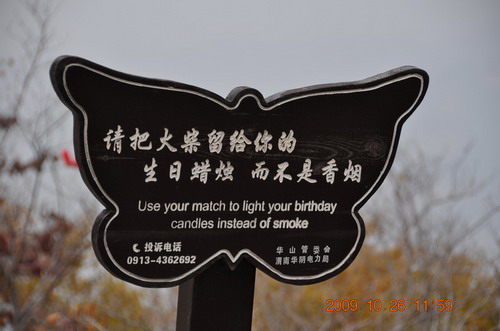 请把火柴留给你的
生日蜡烛 而不是香烟
Use your match to light your birthday
candles instead of smoke
投诉电话
0913-4362692
华山管委会
渭南华阴电力局
2009.10.28 11:59